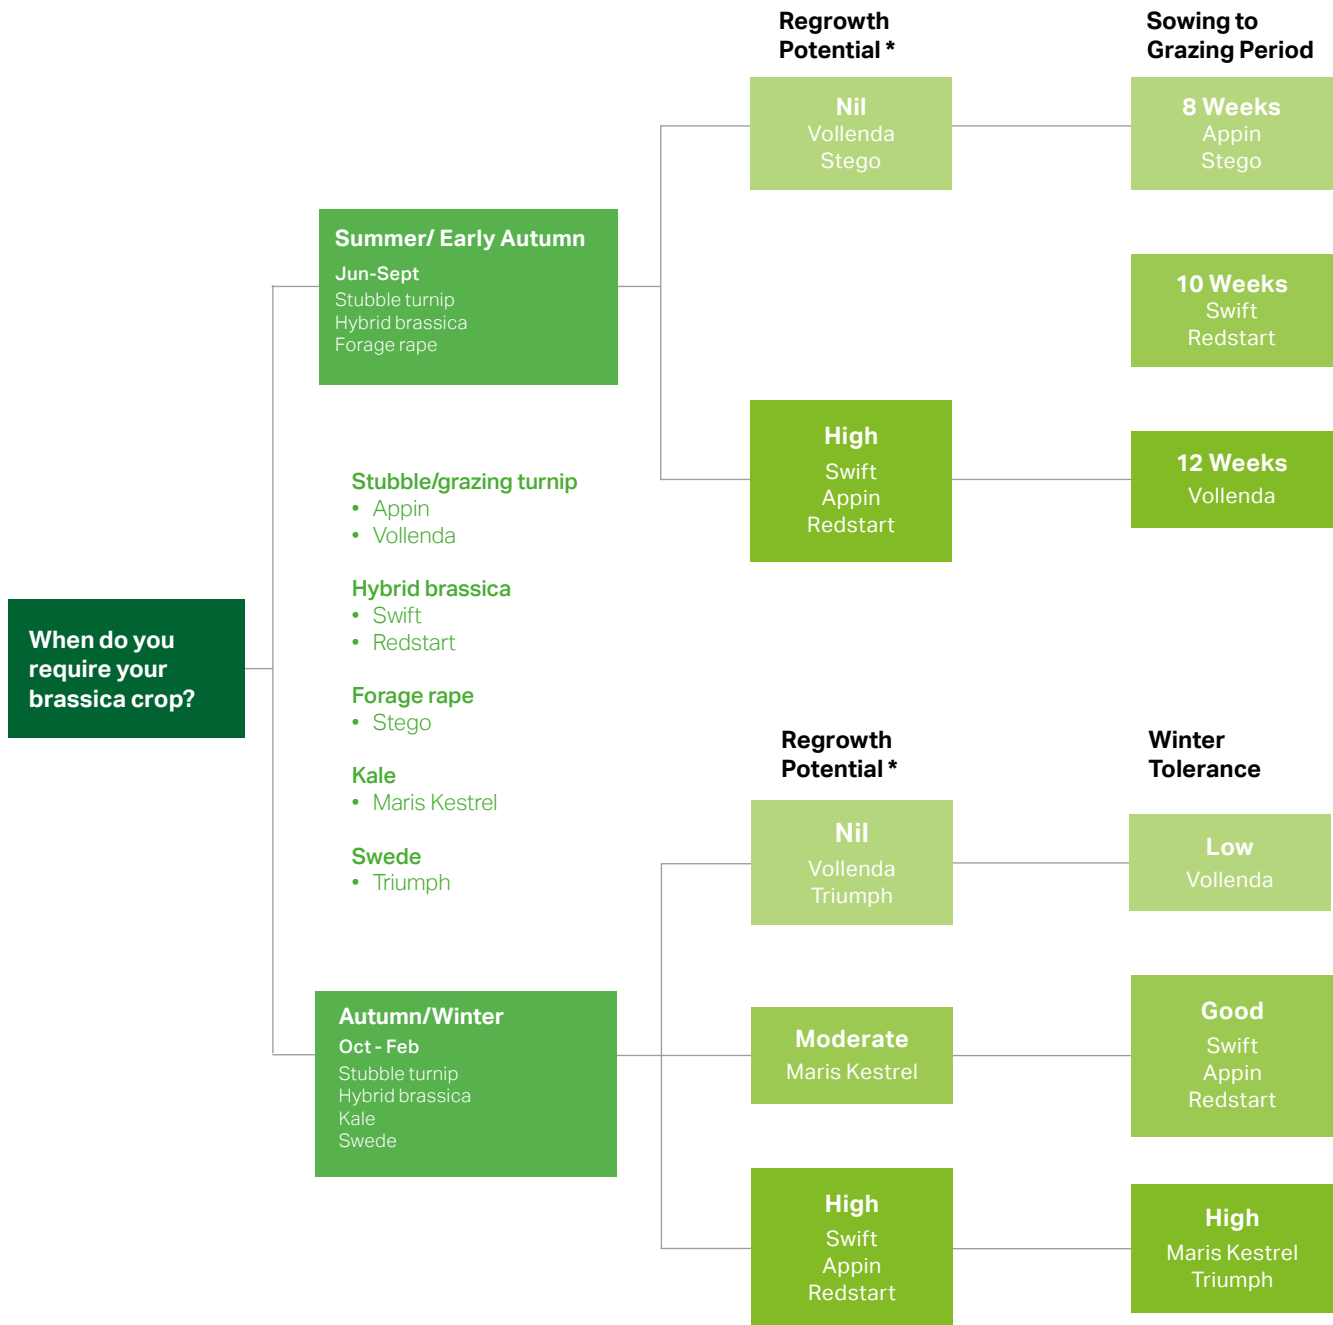 Regrowth
Potential *
Sowing to
Grazing Period
Nil
Vollenda
Stego
8 Weeks
Appin
Stego
Summer/ Early Autumn
Jun-Sept
Stubble turnip
Hybrid brassica
Forage rape
10 Weeks
Swift
Redstart
High
Swift
Appin
Redstart
12 Weeks
Vollenda
Stubble/grazing turnip
• Appin
• Vollenda
Hybrid brassica
• Swift
• Redstart
Forage rape
• Stego
Kale
• Maris Kestrel
Swede
• Triumph
When do you
require your
brassica crop?
Regrowth
Potential *
Winter
Tolerance
Nil
Vollenda
Triumph
Low
Vollenda
Autumn/Winter
Oct - Feb
Stubble turnip
Hybrid brassica
Kale
Swede
Moderate
Maris Kestrel
Good
Swift
Appin
Redstart
High
Swift
Appin
Redstart
High
Maris Kestrel
Triumph